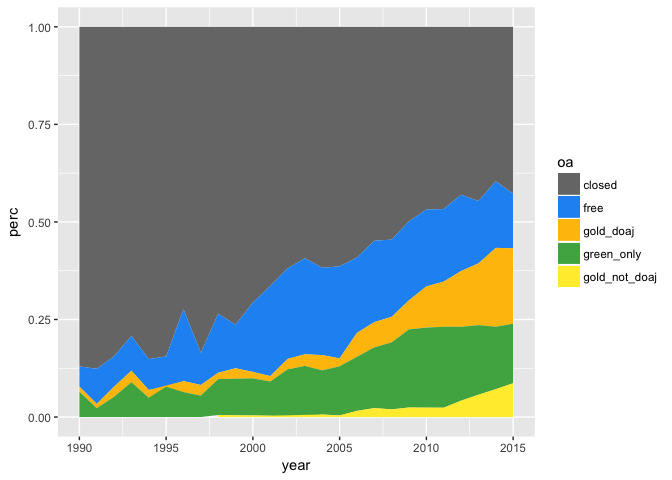 1.00
0.75
0.50
0.25
0.00
perc
1990
1995
2000
2005
2010
2015
year
oa
closed
free
gold_doaj
green_only
gold_not_doaj